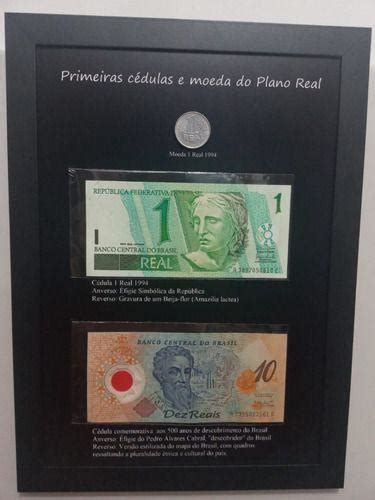 Primeiras cédulas e moeda do Plano Real
1
Moeda 1 Real 1994
REPÚBLICA FEDERATIVA
1
1
BANCO CENTRAL DO BRASIL
REAL
Cédula 1 Real 1994
Anverso: Efígie Simbólica da República
Reverso: Gravura de um Beija-flor (Amazilia lactea)
BANCO CENTRAL DO BRASIL
10
Dez Reais
Cédula comemorativa aos 500 anos de descobrimento do Brasil
Anverso: Efígie do Pedro Álvares Cabral, "descobridor" do Brasil
Reverso: Versão estilizada do mapa do Brasil, com quadros
ressaltando a pluralidade étnica e cultural do país.